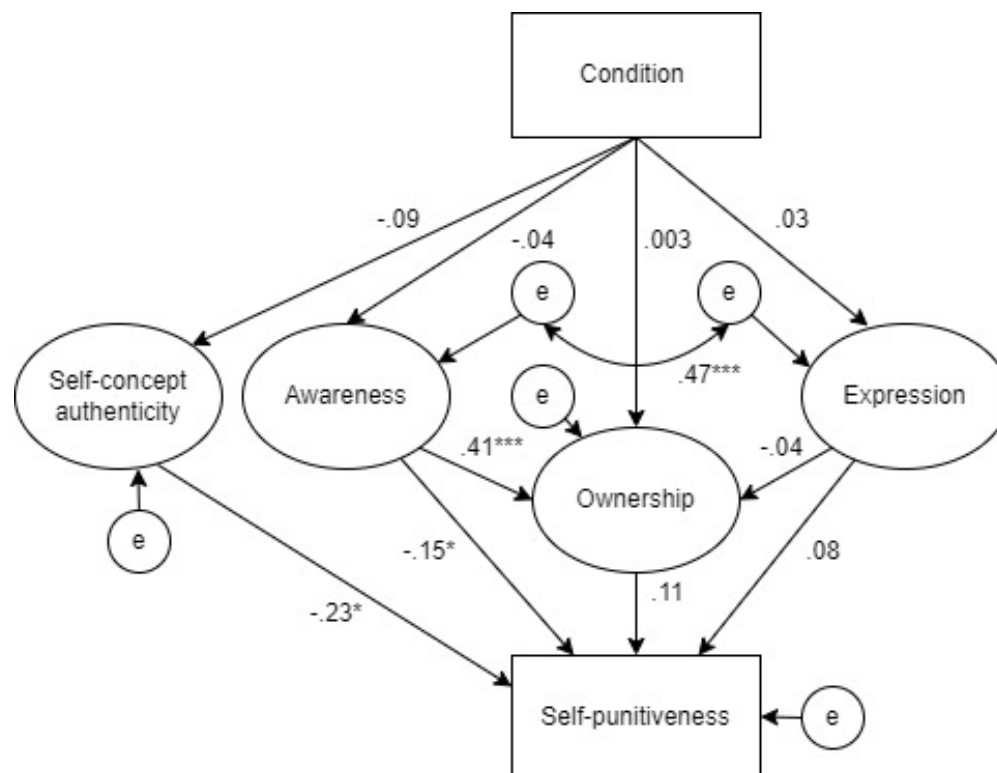 Condition
-.09
-.04
.003
.03
e
e
.47***
Self-concept
authenticity
Awareness
e
Expression
.41***
-.04
Ownership
e
-.15*
.08
.11
-.23*
Self-punitiveness
e